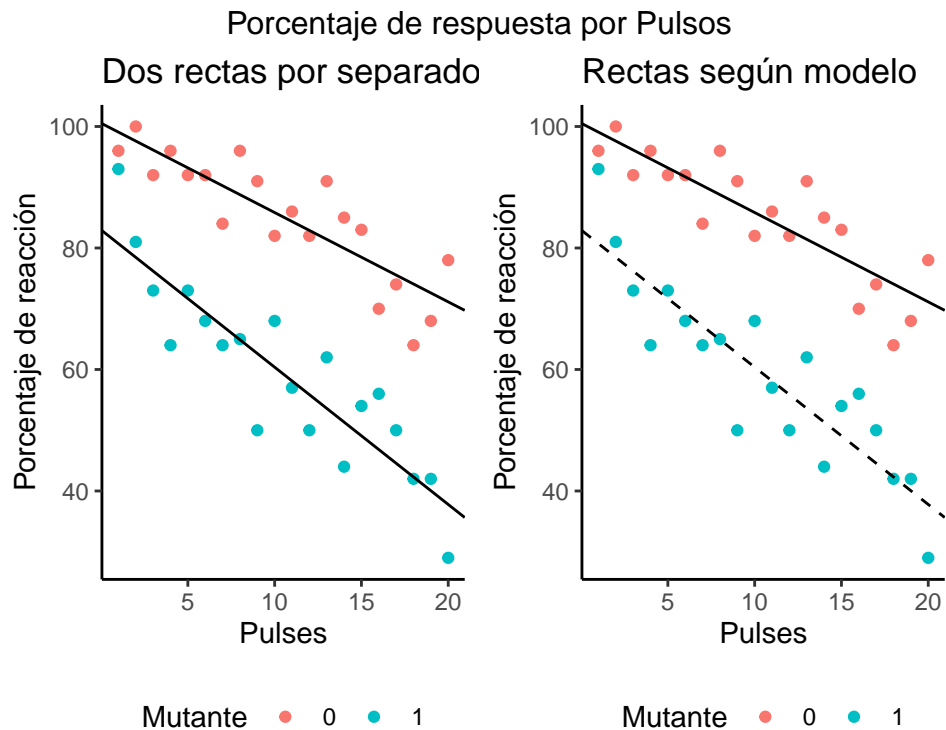 Porcentaje de respuesta por Pulsos
Dos rectas por separado
Porcentaje de reacción
100
80
60
40
5 10 15 20
Pulses
Mutante 0 1
Rectas según modelo
Porcentaje de reacción
100
80
60
40
5 10 15 20
Pulses
Mutante 0 1